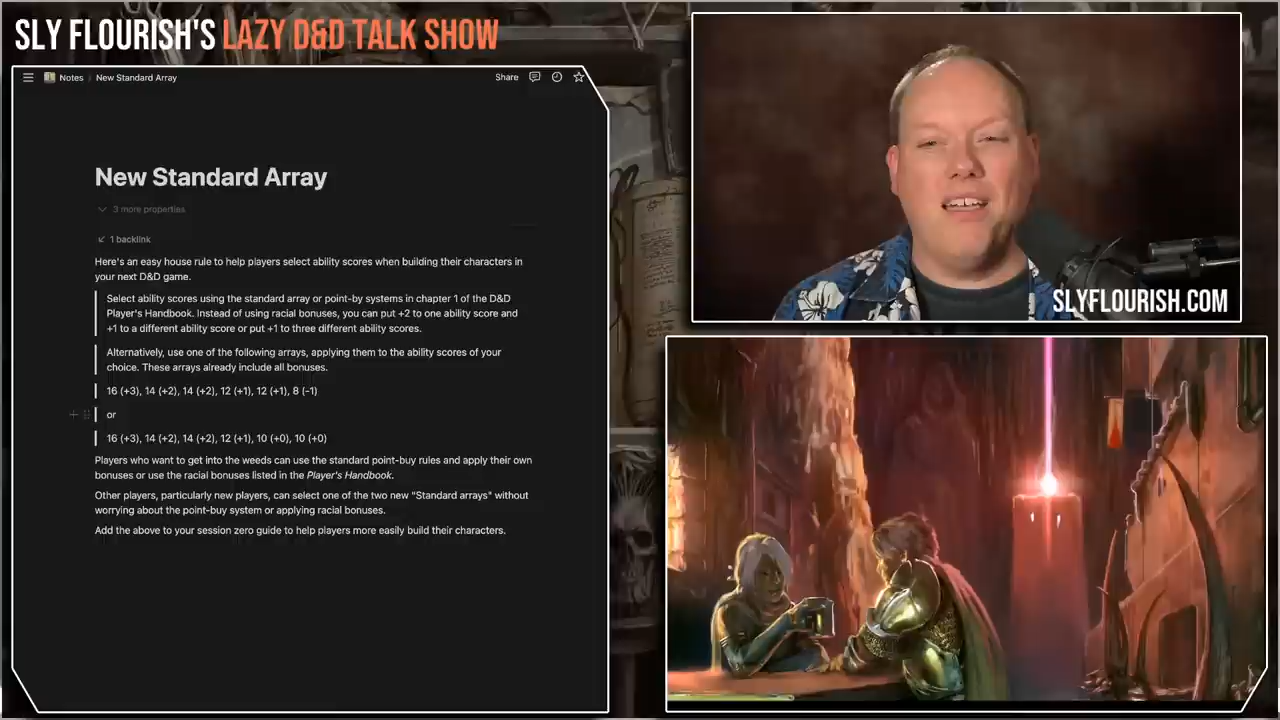 SLY FLOURISH'S LAZY D&D TALK SHOW
Notes / New Standard Array
Share
New Standard Array
3 more properties
1 backlink
Here's an easy house rule to help players select ability scores when building their characters in
your next D&D game.
Select ability scores using the standard array or point-by systems in chapter 1 of the D&D
Player's Handbook. Instead of using racial bonuses, you can put +2 to one ability score and
+1 to a different ability score or put +1 to three different ability scores.
Alternatively, use one of the following arrays, applying them to the ability scores of your
choice. These arrays already include all bonuses.
16 (+3), 14 (+2), 14 (+2), 12 (+1), 12 (+1), 8 (-1)
or
16 (+3), 14 (+2), 14 (+2), 12 (+1), 10 (+0), 10 (+0)
Players who want to get into the weeds can use the standard point-buy rules and apply their own
bonuses or use the racial bonuses listed in the Player's Handbook.
Other players, particularly new players, can select one of the two new "Standard arrays" without
worrying about the point-buy system or applying racial bonuses.
Add the above to your session zero guide to help players more easily build their characters.
SLYFLOURISH.COM